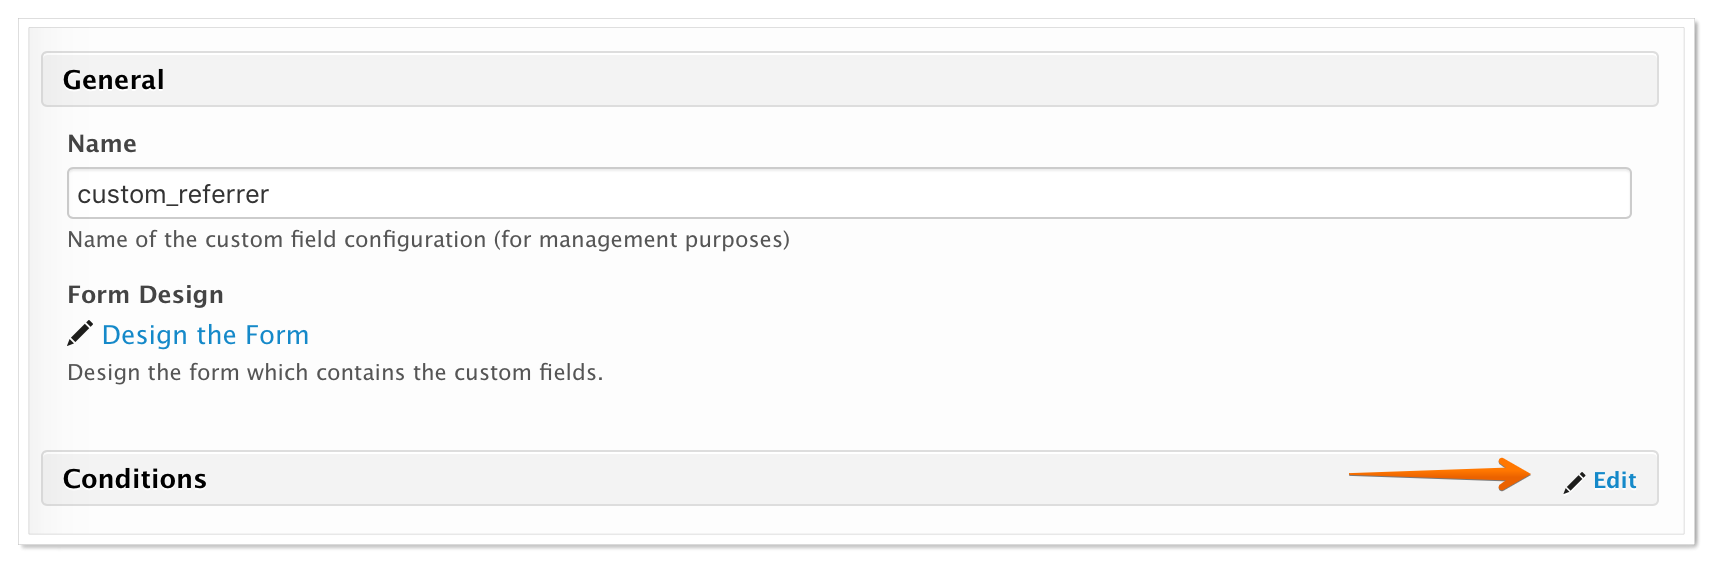 General
Name
custom_referrer
Name of the custom field configuration (for management purposes)
Form Design
Design the Form
Design the form which contains the custom fields.
Conditions
Edit